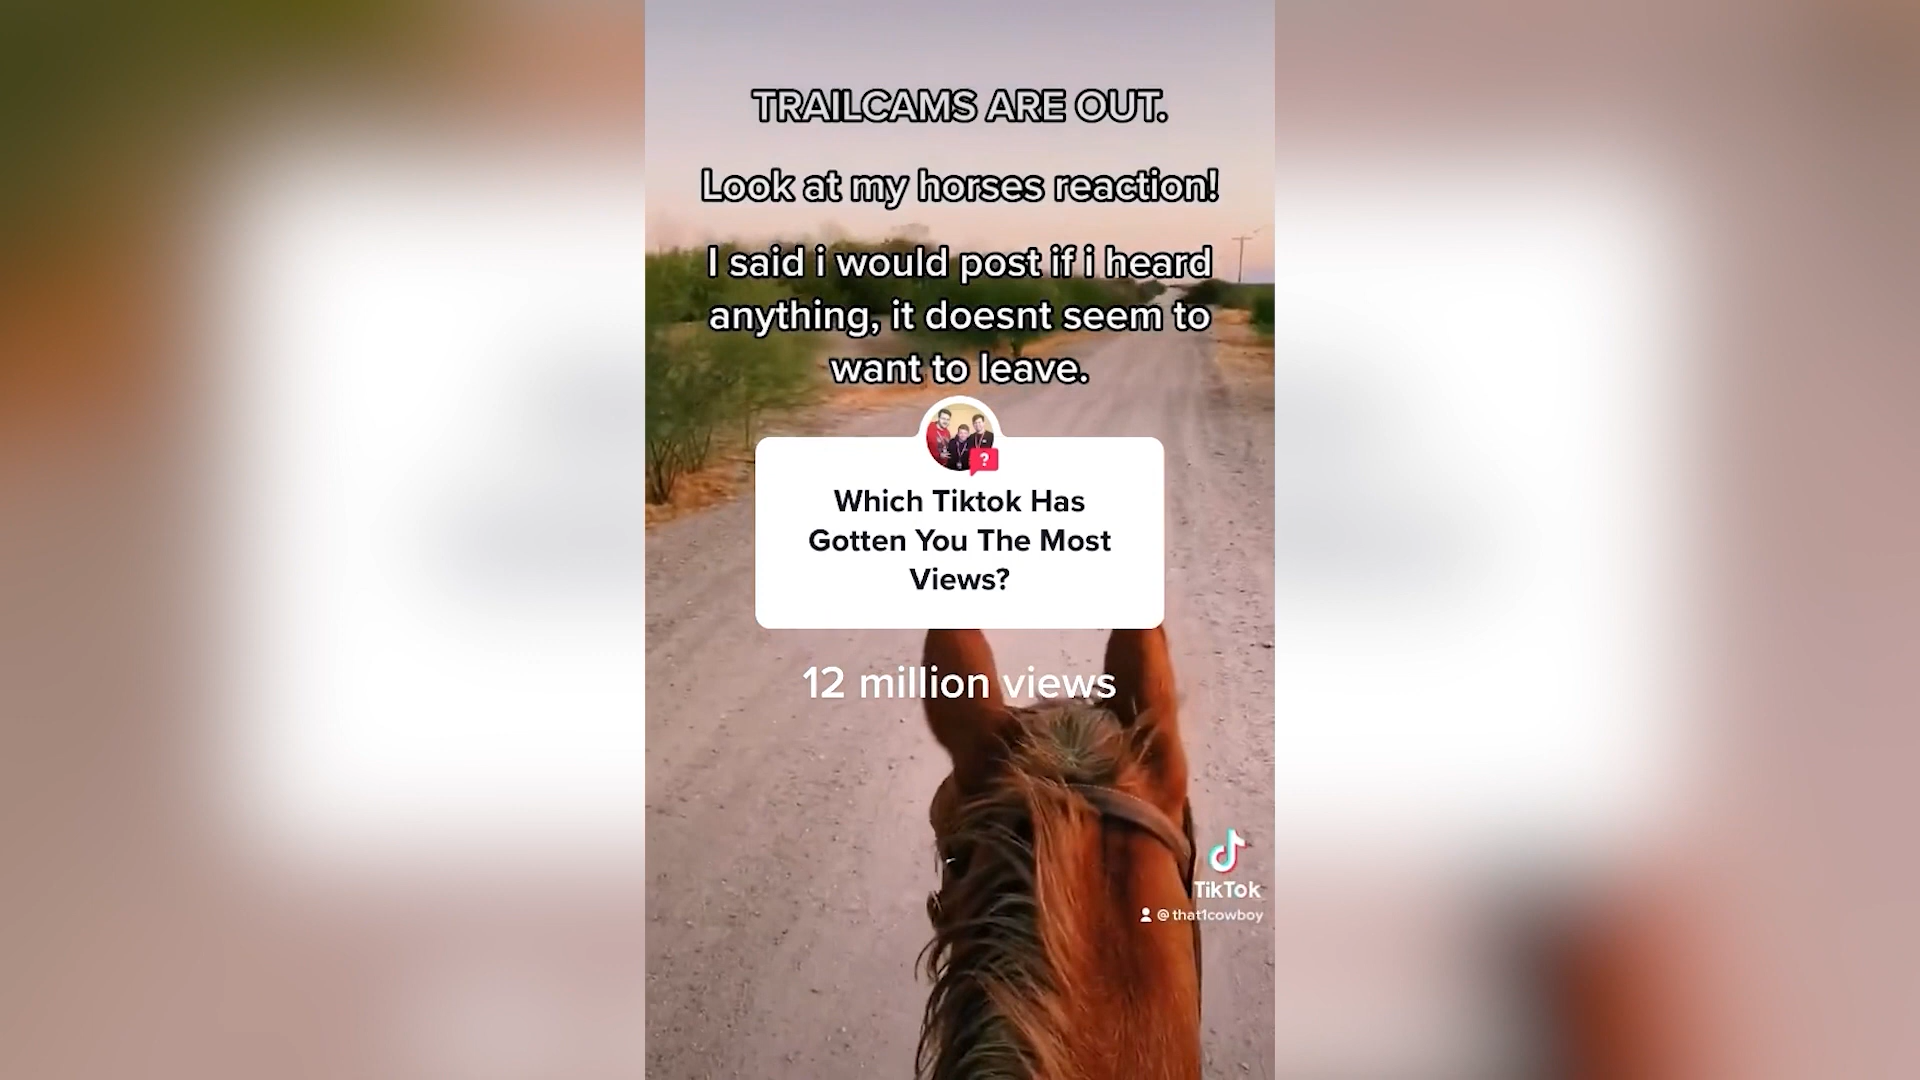 TRAILCAMS ARE OUT.
Look at my horses reaction!
I said i would post if i heard
anything, it doesnt seem to
want to leave.
?
Which Tiktok Has
Gotten You The Most
Views?
12 million views
TikTok
@that1cowboy